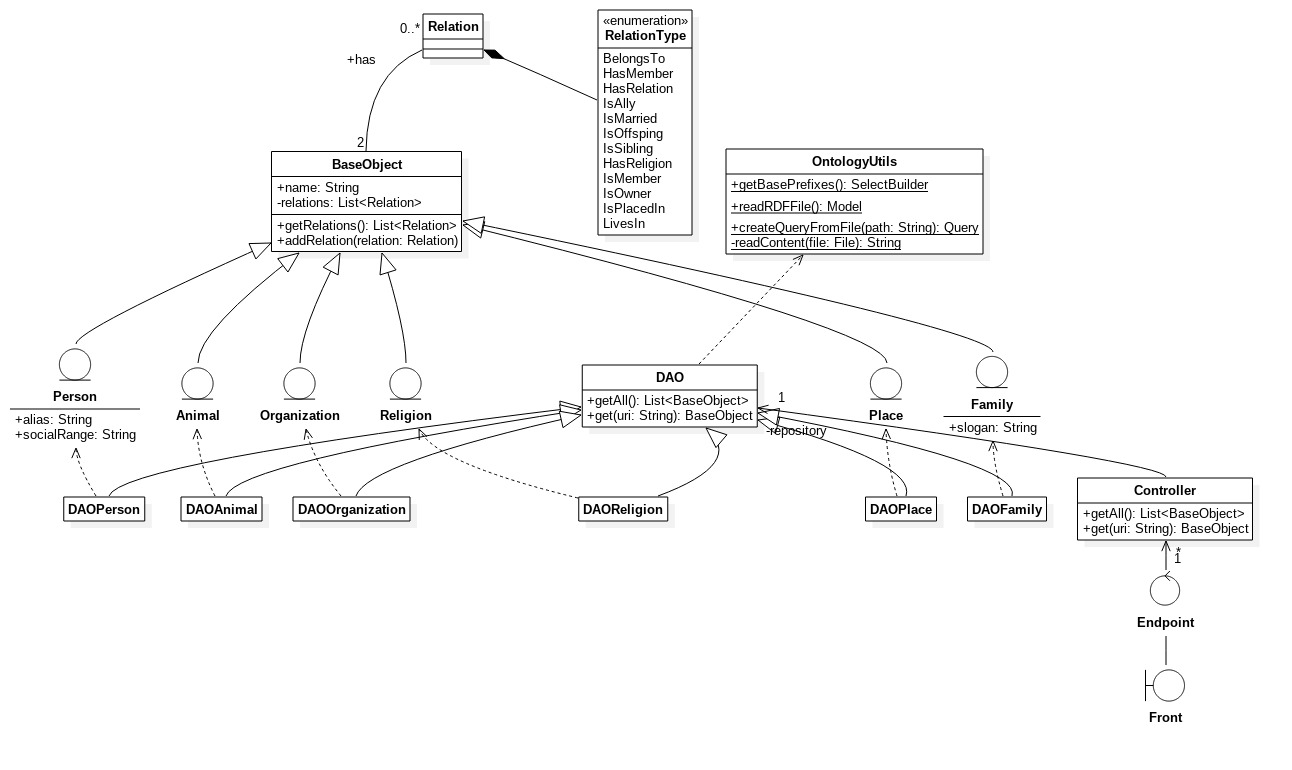 0..*
Relation
+has
«enumeration»
RelationType
BelongsTo
HasMember
HasRelation
IsAlly
IsMarried
IsOffsping
IsSibling
HasReligion
IsMember
IsOwner
IsPlacedIn
LivesIn
2
BaseObject
+name: String
-relations: List<Relation>
+getRelations(): List<Relation>
+addRelation(relation: Relation)
OntologyUtils
+getBasePrefixes(): SelectBuilder
+readRDFFile(): Model
+createQueryFromFile(path: String): Query
-readContent(file: File): String
Person
+alias: String
+socialRange: String
Animal
Organization
Religion
DAO
+getAll(): List<BaseObject>
+get(uri: String): BaseObject
1
-repository
Place
Family
+slogan: String
DAOPerson
DAOAnimal
DAOOrganization
DAOReligion
DAOPlace
DAOFamily
Controller
+getAll(): List<BaseObject>
+get(uri: String): BaseObject
*
1
Endpoint
Front